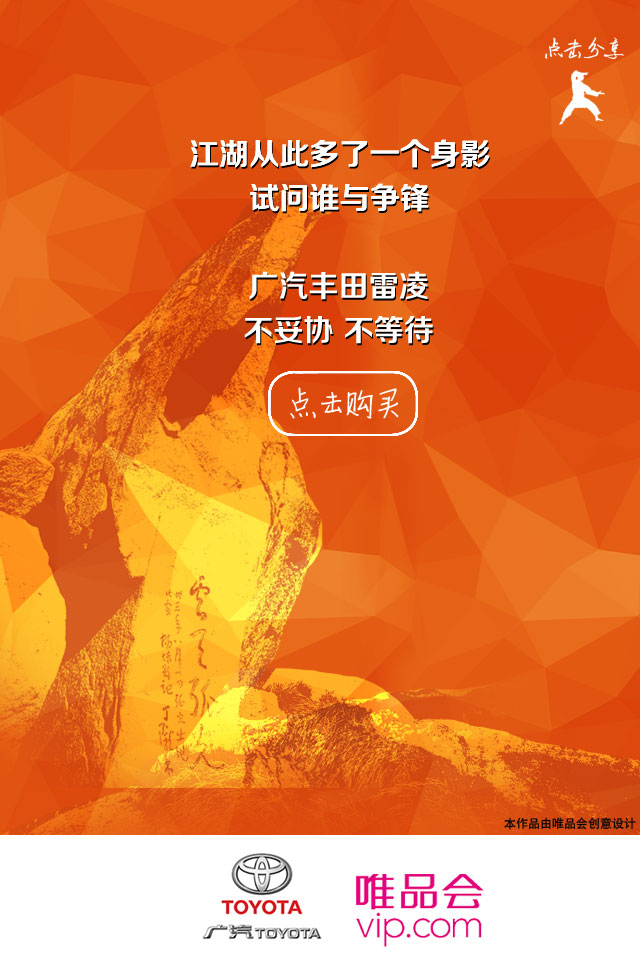 点击分享
江湖从此多了一个身影
试问谁与争锋
广汽丰田雷凌
不妥协 不等待
点击购买
本作品由唯品会创意设计
TOYOTA
广汽TOYOTA
唯品会
vip.com